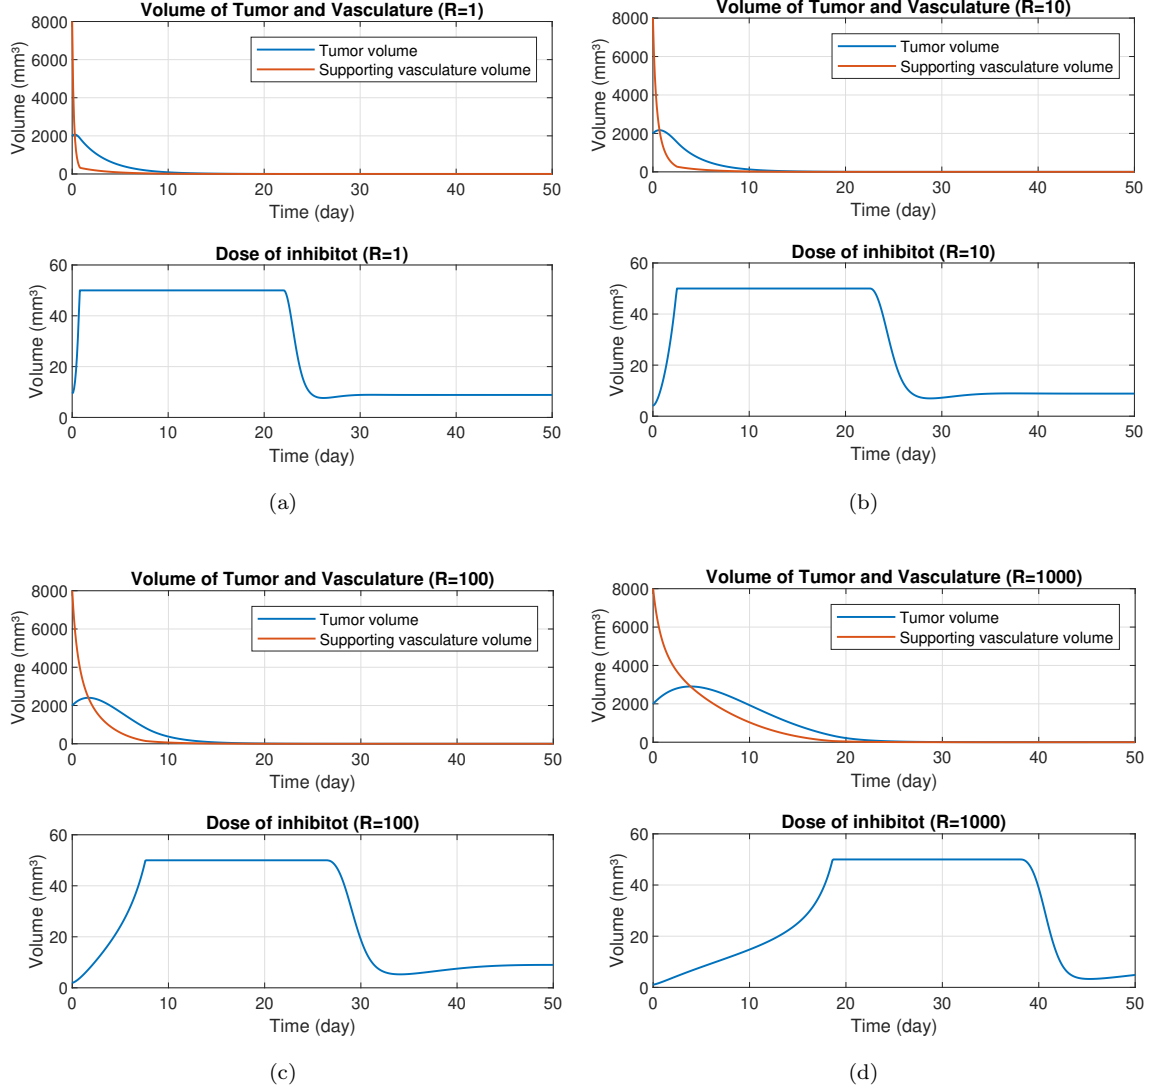 Volume of Tumor and Vasculature (R=1)
8000
6000
4000
2000
0
Volume (mm³)
Tumor volume
Supporting vasculature volume
0 10 20 30 40 50
Time (day)
Dose of inhibitot (R=1)
60
40
20
0
Volume (mm³)
0 10 20 30 40 50
Time (day)
(a)
Volume of Tumor and Vasculature (R=10)
8000
6000
4000
2000
0
Volume (mm³)
Tumor volume
Supporting vasculature volume
0 10 20 30 40 50
Time (day)
Dose of inhibitot (R=10)
60
40
20
0
Volume (mm³)
0 10 20 30 40 50
Time (day)
(b)
Volume of Tumor and Vasculature (R=100)
8000
6000
4000
2000
0
Volume (mm³)
Tumor volume
Supporting vasculature volume
0 10 20 30 40 50
Time (day)
Dose of inhibitot (R=100)
60
40
20
0
Volume (mm³)
0 10 20 30 40 50
Time (day)
(c)
Volume of Tumor and Vasculature (R=1000)
8000
6000
4000
2000
0
Volume (mm³)
Tumor volume
Supporting vasculature volume
0 10 20 30 40 50
Time (day)
Dose of inhibitot (R=1000)
60
40
20
0
Volume (mm³)
0 10 20 30 40 50
Time (day)
(d)